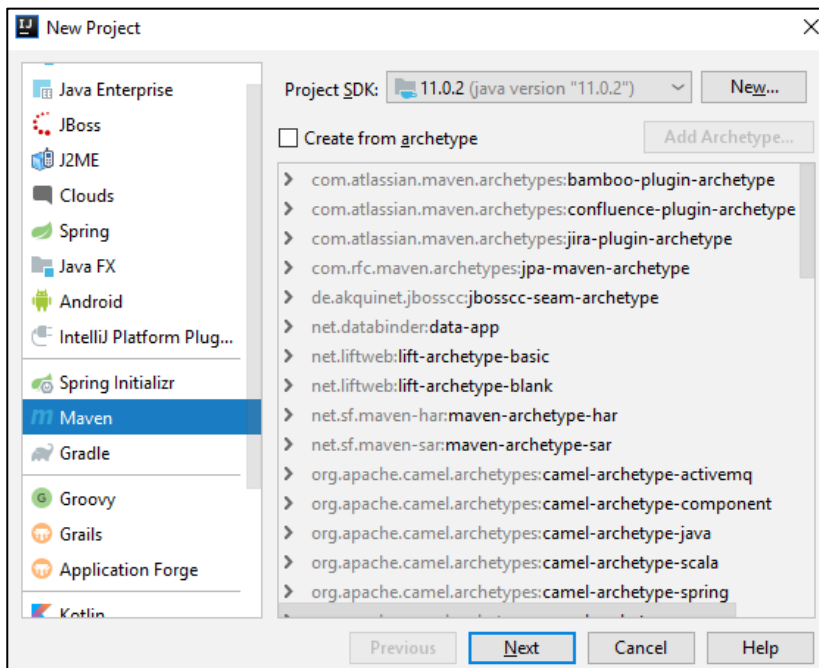 New Project
Java Enterprise
JBoss
J2ME
Clouds
Spring
Java FX
Android
IntelliJ Platform Plug...
Spring Initializr
Maven
Gradle
Groovy
Grails
Application Forge
Kotlin
Project SDK: 11.0.2 (java version "11.0.2") New...
Create from archetype Add Archetype...
com.atlassian.maven.archetypes:bamboo-plugin-archetype
com.atlassian.maven.archetypes:confluence-plugin-archetype
com.atlassian.maven.archetypes:jira-plugin-archetype
com.rfc.maven.archetypes:jpa-maven-archetype
de.akquinet.jbosscc:jbosscc-seam-archetype
net.databinder:data-app
net.liftweb:lift-archetype-basic
net.liftweb:lift-archetype-blank
net.sf.maven-har:maven-archetype-har
net.sf.maven-sar:maven-archetype-sar
org.apache.camel.archetypes:camel-archetype-activemq
org.apache.camel.archetypes:camel-archetype-component
org.apache.camel.archetypes:camel-archetype-java
org.apache.camel.archetypes:camel-archetype-scala
org.apache.camel.archetypes:camel-archetype-spring
Previous Next Cancel Help